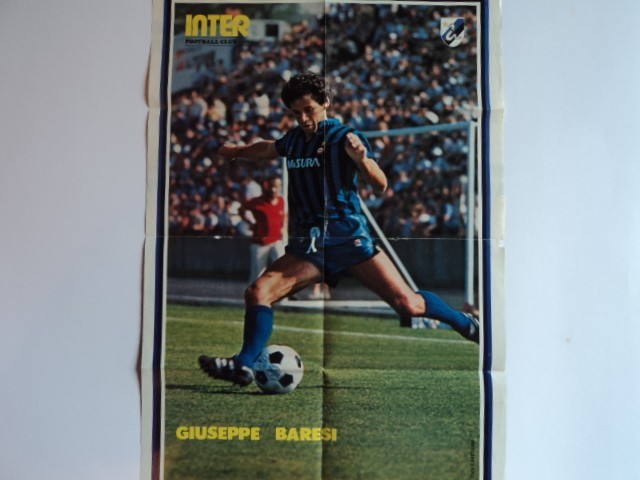 INTER
FOOTBALL CLUB
MISURA
GIUSEPPE BARESI